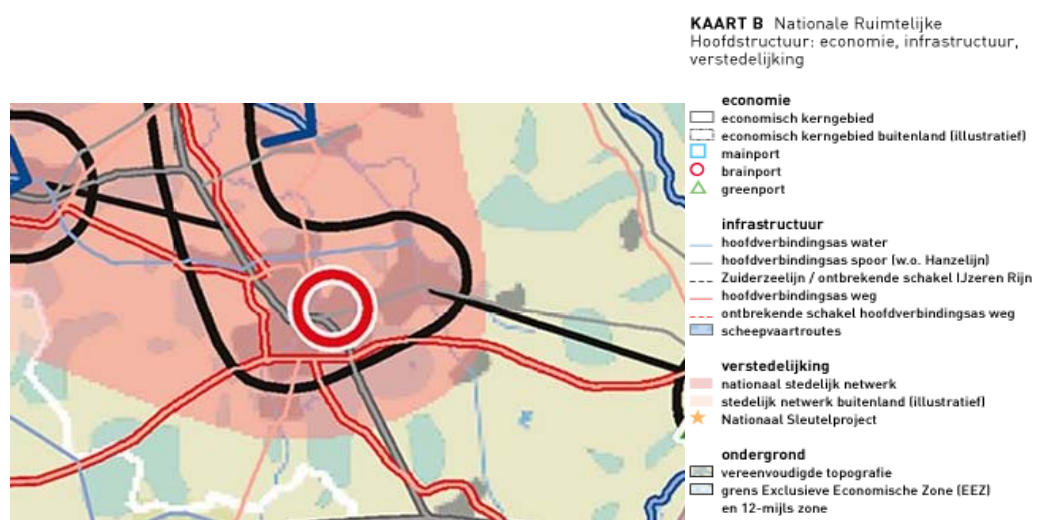 KAART B Nationale Ruimtelijke
Hoofdstructuur: economie, infrastructuur,
verstedelijking
economie
economisch kerngebied
economisch kerngebied buitenland (illustratief)
mainport
brainport
greenport
infrastructuur
hoofdverbindingsas water
hoofdverbindingsas spoor (w.o. Hanzelijn)
Zuiderzeelijn / ontbrekende schakel IJzeren Rijn
hoofdverbindingsas weg
ontbrekende schakel hoofdverbindingsas weg
scheepvaartroutes
verstedelijking
nationaal stedelijk netwerk
stedelijk netwerk buitenland (illustratief)
Nationaal Sleutelproject
ondergrond
vereenvoudigde topografie
grens Exclusieve Economische Zone (EEZ)
en 12-mijls zone